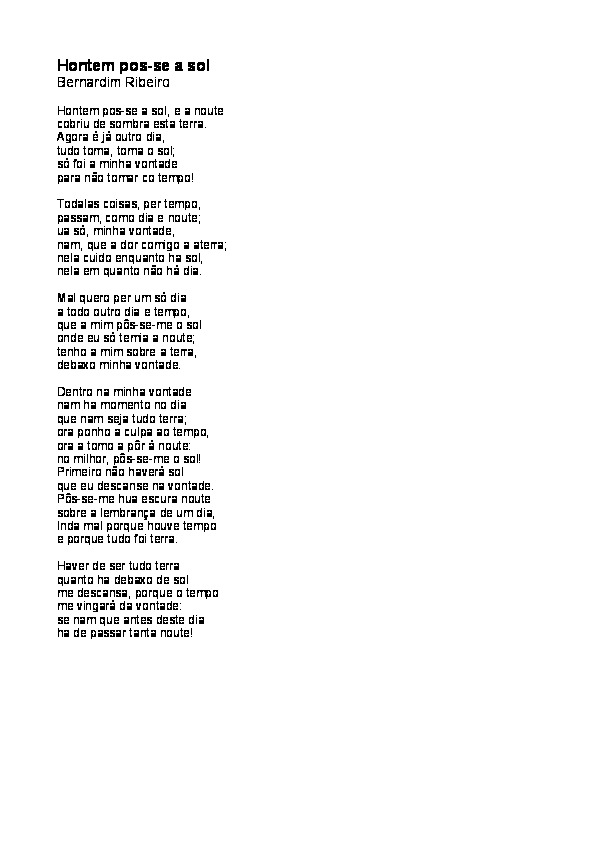 Hontem pos-se a sol
Bernardim Ribeiro
Hontem pos-se a sol, e a noute
cobriu de sombra esta terra.
Agora é já outro dia,
tudo torna, torna o sol;
só foi a minha vontade
para não tornar co tempo!
Todalas coisas, per tempo,
passam, como dia e noute;
ua só, minha vontade,
nam, que a dor comigo a aterra;
nela cuido enquanto ha sol,
nela em quanto não há dia.
Mal quero per um só dia
a todo outro dia e tempo,
que a mim pôs-se-me o sol
onde eu só temia a noute;
tenho a mim sobre a terra,
debaxo minha vontade.
Dentro na minha vontade
nam ha momento no dia
que nam seja tudo terra;
ora ponho a culpa ao tempo,
ora a torno a pôr á noute:
no milhor, pôs-se-me o sol!
Primeiro não haverá sol
que eu descanse na vontade.
Pôs-se-me hua escura noute
sobre a lembrança de um dia,
Inda mal porque houve tempo
e porque tudo foi terra.
Haver de ser tudo terra
quanto ha debaxo de sol
me descansa, porque o tempo
me vingará da vontade:
se nam que antes deste dia
ha de passar tanta noute!